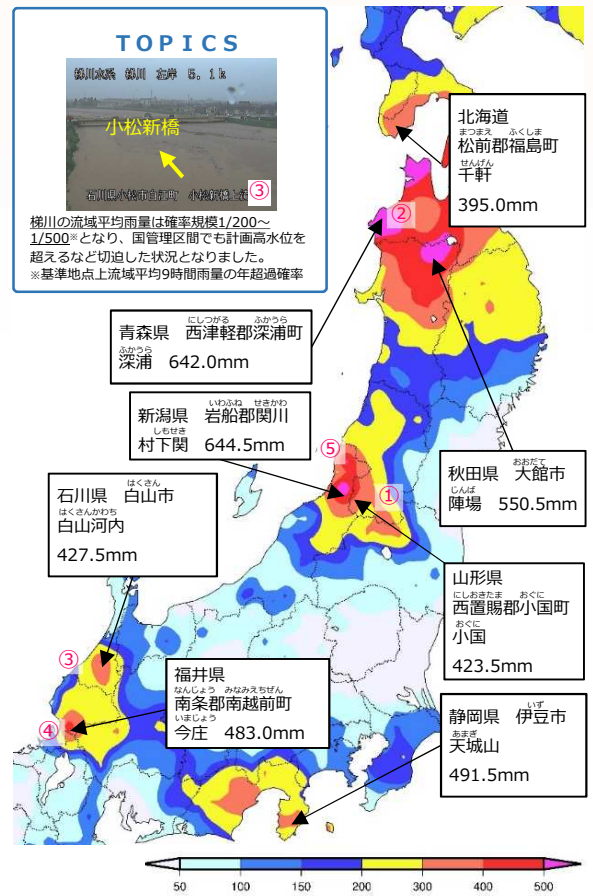 TOPICS
梯川水系 梯川 左岸 5.1k
小松新橋
石川県小松市白江町 小松新橋上流
③
梯川の流域平均雨量は確率規模1/200～
1/500※となり、国管理区間でも計画高水位を
超えるなど切迫した状況となりました。
※基準地点上流域平均9時間雨量の年超過確率
北海道
まつまえ ふくしま
松前郡福島町
せんげん
千軒
395.0mm
②
にしつがる ふかうら
青森県 西津軽郡深浦町
ふかうら
深浦 642.0mm
いわふね せきかわ
新潟県 岩船郡関川
しもせき
村下関 644.5mm
⑤
①
おおだて
秋田県 大館市
じんば
陣場 550.5mm
はくさん
石川県 白山市
はくさんかわち
白山河内
427.5mm
山形県
にしおきたま おぐに
西置賜郡小国町
おぐに
小国
423.5mm
③
④
福井県
なんじょう みなみえちぜん
南条郡南越前町
いまじょう
今庄 483.0mm
いず
静岡県 伊豆市
あまぎ
天城山
491.5mm
50 100 150 200 300 400 500